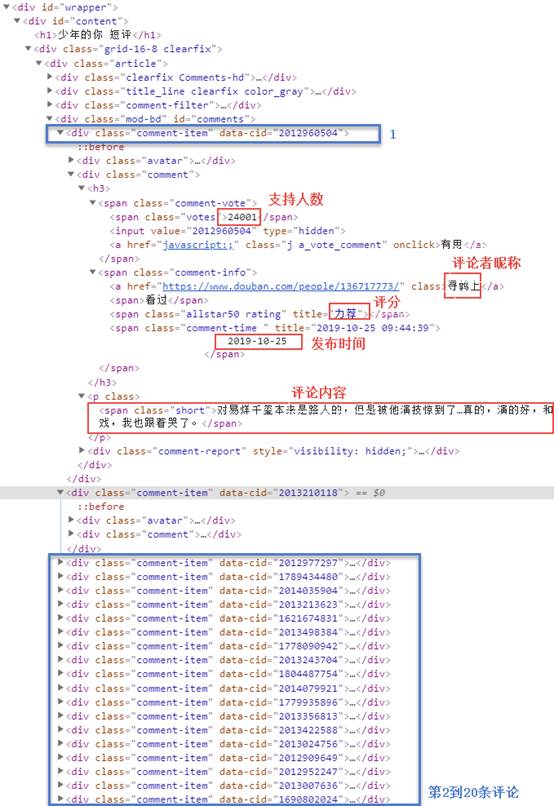 ▼<div id="wrapper">
▼<div id="content">
<h1>少年的你 短评</h1>
▼<div class="grid-16-8 clearfix">
▼<div class="article">
▶<div class="clearfix Comments-hd">…</div>
▶<div class="title_line clearfix color_gray">…</div>
▶<div class="comment-filter">…</div>
▼<div class="mod-bd" id="comments">
▼<div class="comment-item" data-cid="2012960504"> 1
::before
▶<div class="avatar">…</div>
▼<div class="comment">
▼<h3>
支持人数
▼<span class="comment-vote">
<span class="votes">24001</span>
<input value="2012960504" type="hidden">
<a href="javascript:;" class="j a_vote_comment" onclick>有用</a>
</span>
评论者昵称
▼<span class="comment-info">
<a href="https://www.douban.com/people/136717773/" class>寻鹑上</a>
<span>看过</span> 评分
<span class="allstar50 rating" title="力荐"></span>
<span class="comment-time " title="2019-10-25 09:44:39">
2019-10-25 发布时间
</span>
</span>
</h3>
评论内容
▼<p class>
<span class="short">对易烊千玺本来是路人的，但是被他演技惊到了…真的，演的好，和
戏，我也跟着哭了。</span>
</p>
▶<div class="comment-report" style="visibility: hidden;">…</div>
</div>
</div>
▼<div class="comment-item" data-cid="2013210118"> == $0
::before
▶<div class="avatar">…</div>
▶<div class="comment">…</div>
</div>
▶<div class="comment-item" data-cid="2012977297">…</div>
▶<div class="comment-item" data-cid="1789434480">…</div>
▶<div class="comment-item" data-cid="2014035904">…</div>
▶<div class="comment-item" data-cid="2013213623">…</div>
▶<div class="comment-item" data-cid="1621674831">…</div>
▶<div class="comment-item" data-cid="2013498384">…</div>
▶<div class="comment-item" data-cid="1778090942">…</div>
▶<div class="comment-item" data-cid="2013243704">…</div>
▶<div class="comment-item" data-cid="1804487754">…</div>
▶<div class="comment-item" data-cid="2014079921">…</div>
▶<div class="comment-item" data-cid="1779935896">…</div>
▶<div class="comment-item" data-cid="2013356813">…</div>
▶<div class="comment-item" data-cid="2013422588">…</div>
▶<div class="comment-item" data-cid="2013024756">…</div>
▶<div class="comment-item" data-cid="2012909649">…</div>
▶<div class="comment-item" data-cid="2012952247">…</div>
▶<div class="comment-item" data-cid="2013007636">…</div>
▶<div class="comment-item" data-cid="1690802024">…</div>
第2到20条评论